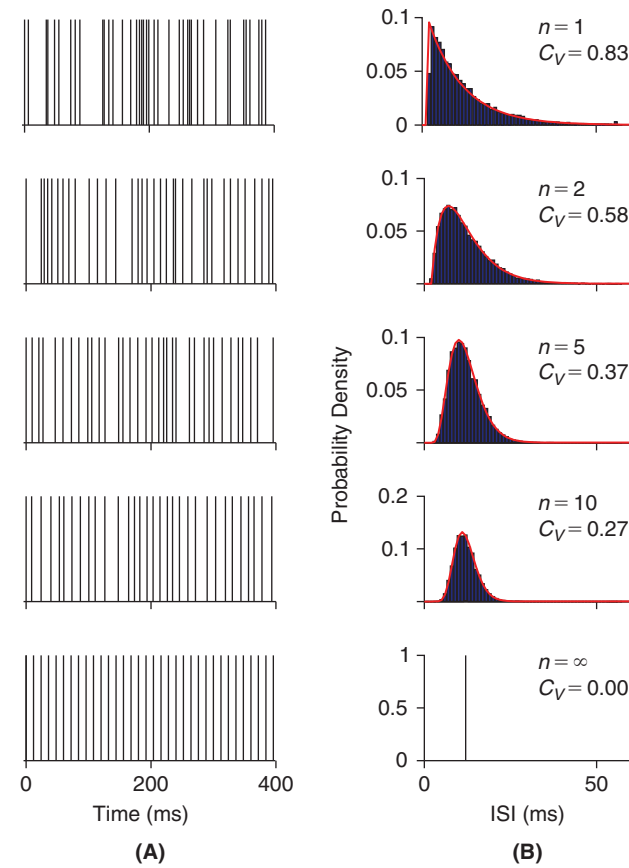 0.1
0.05
0
n = 1
C_V = 0.83
0.1
0.05
n = 2
C_V = 0.58
0.1
0.05
n = 5
C_V = 0.37
0.2
0.1
n = 10
C_V = 0.27
1
0.5
0
n = ∞
C_V = 0.00
Probability Density
0 200 400
Time (ms)
(A)
0 50
ISI (ms)
(B)